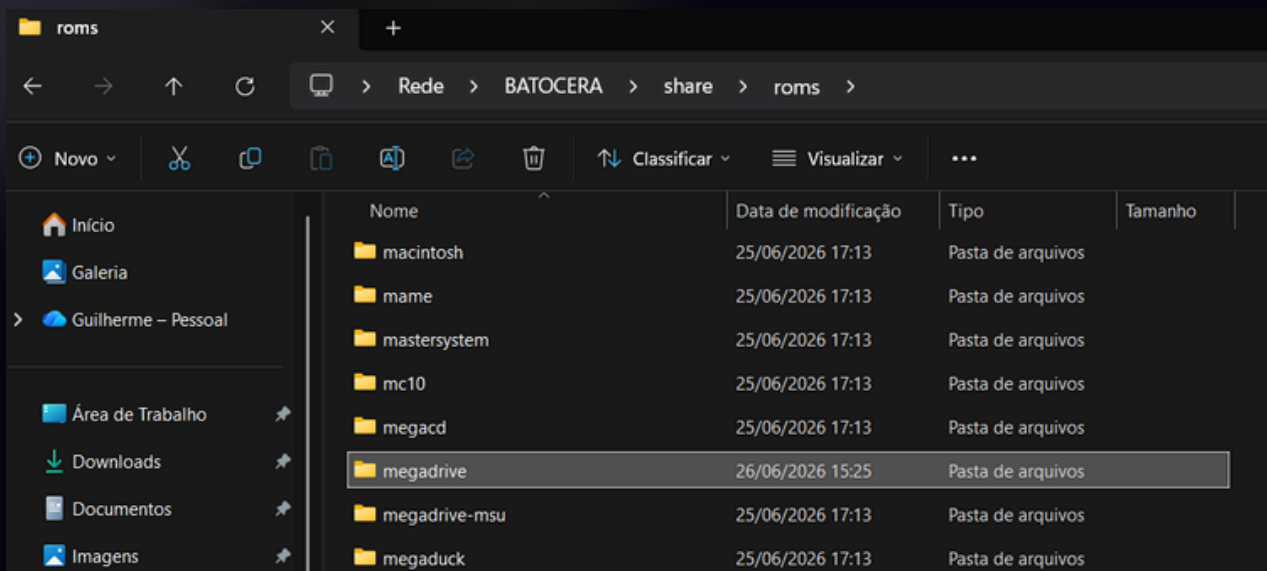 roms
Rede > BATOCERA > share > roms >
Novo Classificar Visualizar
Nome Data de modificação Tipo Tamanho
Início
Galeria
Guilherme – Pessoal
Área de Trabalho
Downloads
Documentos
Imagens
macintosh 25/06/2026 17:13 Pasta de arquivos
mame 25/06/2026 17:13 Pasta de arquivos
mastersystem 25/06/2026 17:13 Pasta de arquivos
mc10 25/06/2026 17:13 Pasta de arquivos
megacd 25/06/2026 17:13 Pasta de arquivos
megadrive 26/06/2026 15:25 Pasta de arquivos
megadrive-msu 25/06/2026 17:13 Pasta de arquivos
megaduck 25/06/2026 17:13 Pasta de arquivos